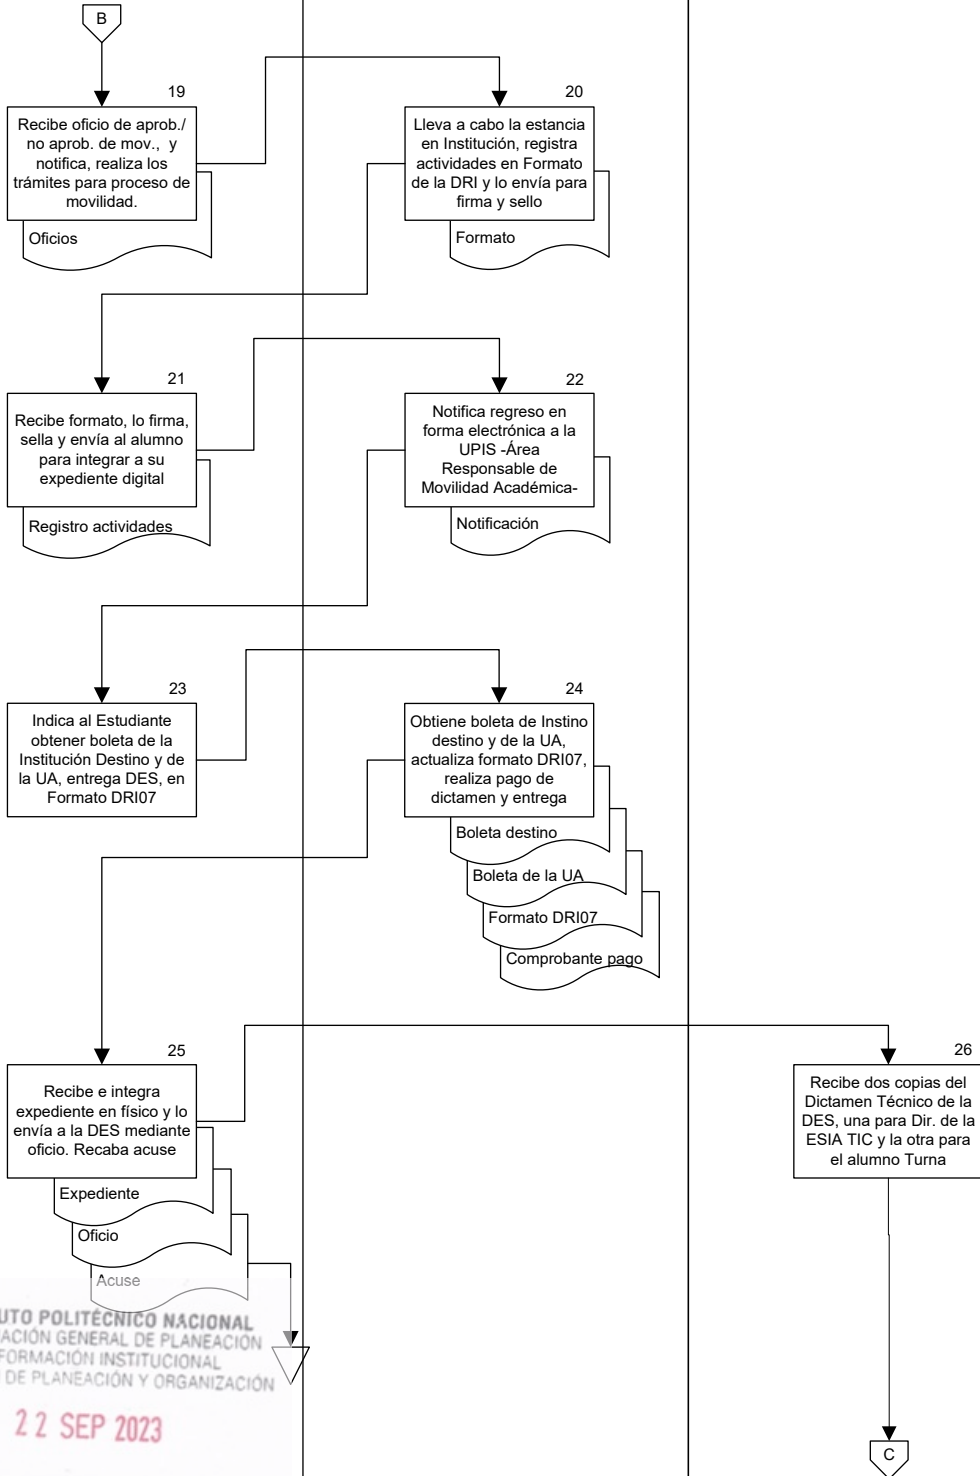 B
19
Recibe oficio de aprob./
no aprob. de mov., y
notifica, realiza los
trámites para proceso de
movilidad.
Oficios
20
Lleva a cabo la estancia
en Institución, registra
actividades en Formato
de la DRI y lo envía para
firma y sello
Formato
21
Recibe formato, lo firma,
sella y envía al alumno
para integrar a su
expediente digital
Registro actividades
22
Notifica regreso en
forma electrónica a la
UPIS -Área
Responsable de
Movilidad Académica-
Notificación
23
Indica al Estudiante
obtener boleta de la
Institución Destino y de
la UA, entrega DES, en
Formato DRI07
24
Obtiene boleta de Instino
destino y de la UA,
actualiza formato DRI07,
realiza pago de
dictamen y entrega
Boleta destino
Boleta de la UA
Formato DRI07
Comprobante pago
25
Recibe e integra
expediente en físico y lo
envía a la DES mediante
oficio. Recaba acuse
Expediente
Oficio
Acuse
26
Recibe dos copias del
Dictamen Técnico de la
DES, una para Dir. de la
ESIA TIC y la otra para
el alumno Turna
UTO POLITÉCNICO NACIONAL
ACIÓN GENERAL DE PLANEACIÓN
FORMACIÓN INSTITUCIONAL
DE PLANEACIÓN Y ORGANIZACIÓN
22 SEP 2023
C